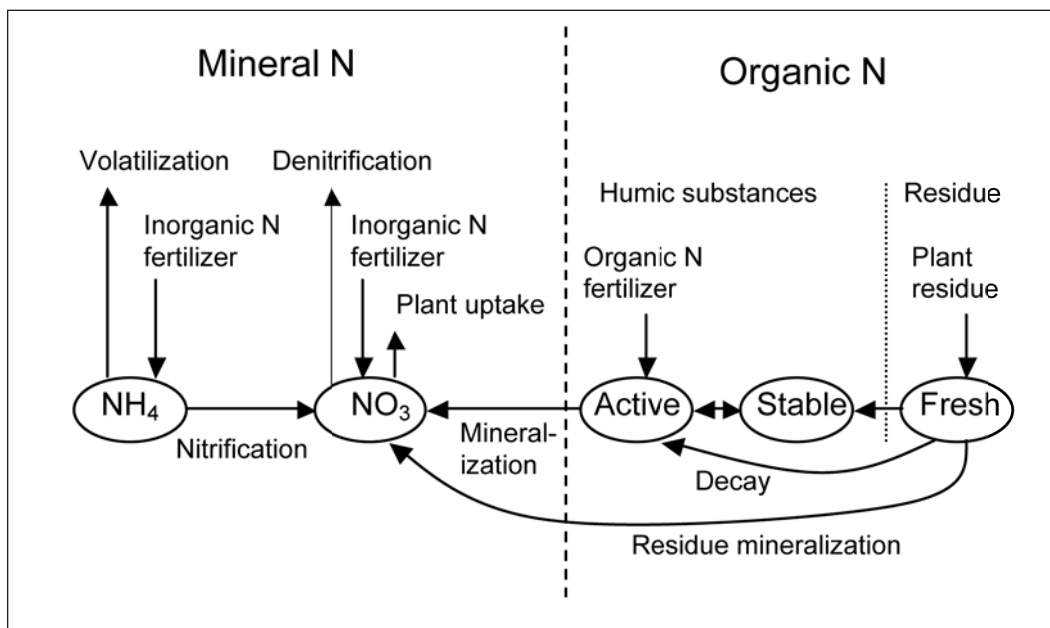 Mineral N
Organic N
Volatilization
Denitrification
Inorganic N
fertilizer
Inorganic N
fertilizer
Plant uptake
Humic substances
Residue
Organic N
fertilizer
Plant
residue
NH4
NO3
Active
Stable
Fresh
Nitrification
Mineral-
ization
Decay
Residue mineralization